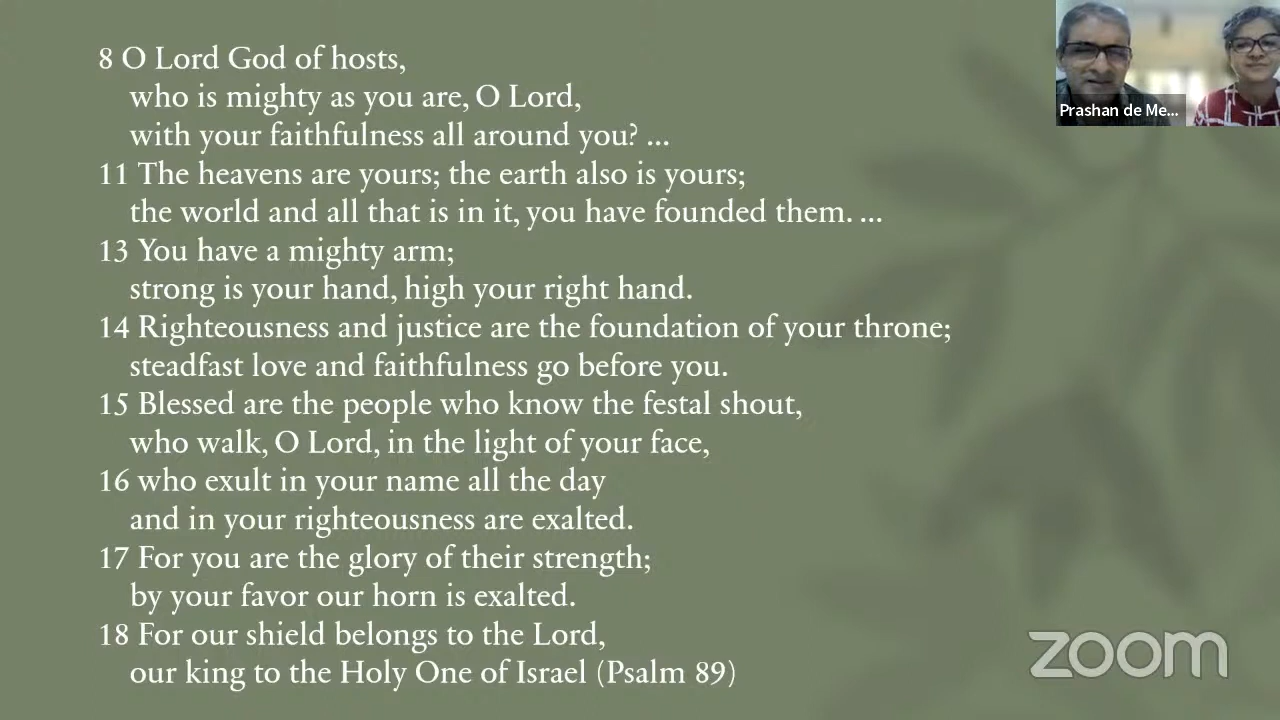 8 O Lord God of hosts,
who is mighty as you are, O Lord,
with your faithfulness all around you? ...
11 The heavens are yours; the earth also is yours;
the world and all that is in it, you have founded them. ...
13 You have a mighty arm;
strong is your hand, high your right hand.
14 Righteousness and justice are the foundation of your throne;
steadfast love and faithfulness go before you.
15 Blessed are the people who know the festal shout,
who walk, O Lord, in the light of your face,
16 who exult in your name all the day
and in your righteousness are exalted.
17 For you are the glory of their strength;
by your favor our horn is exalted.
18 For our shield belongs to the Lord,
our king to the Holy One of Israel (Psalm 89)
Prashan de Me...
zoom